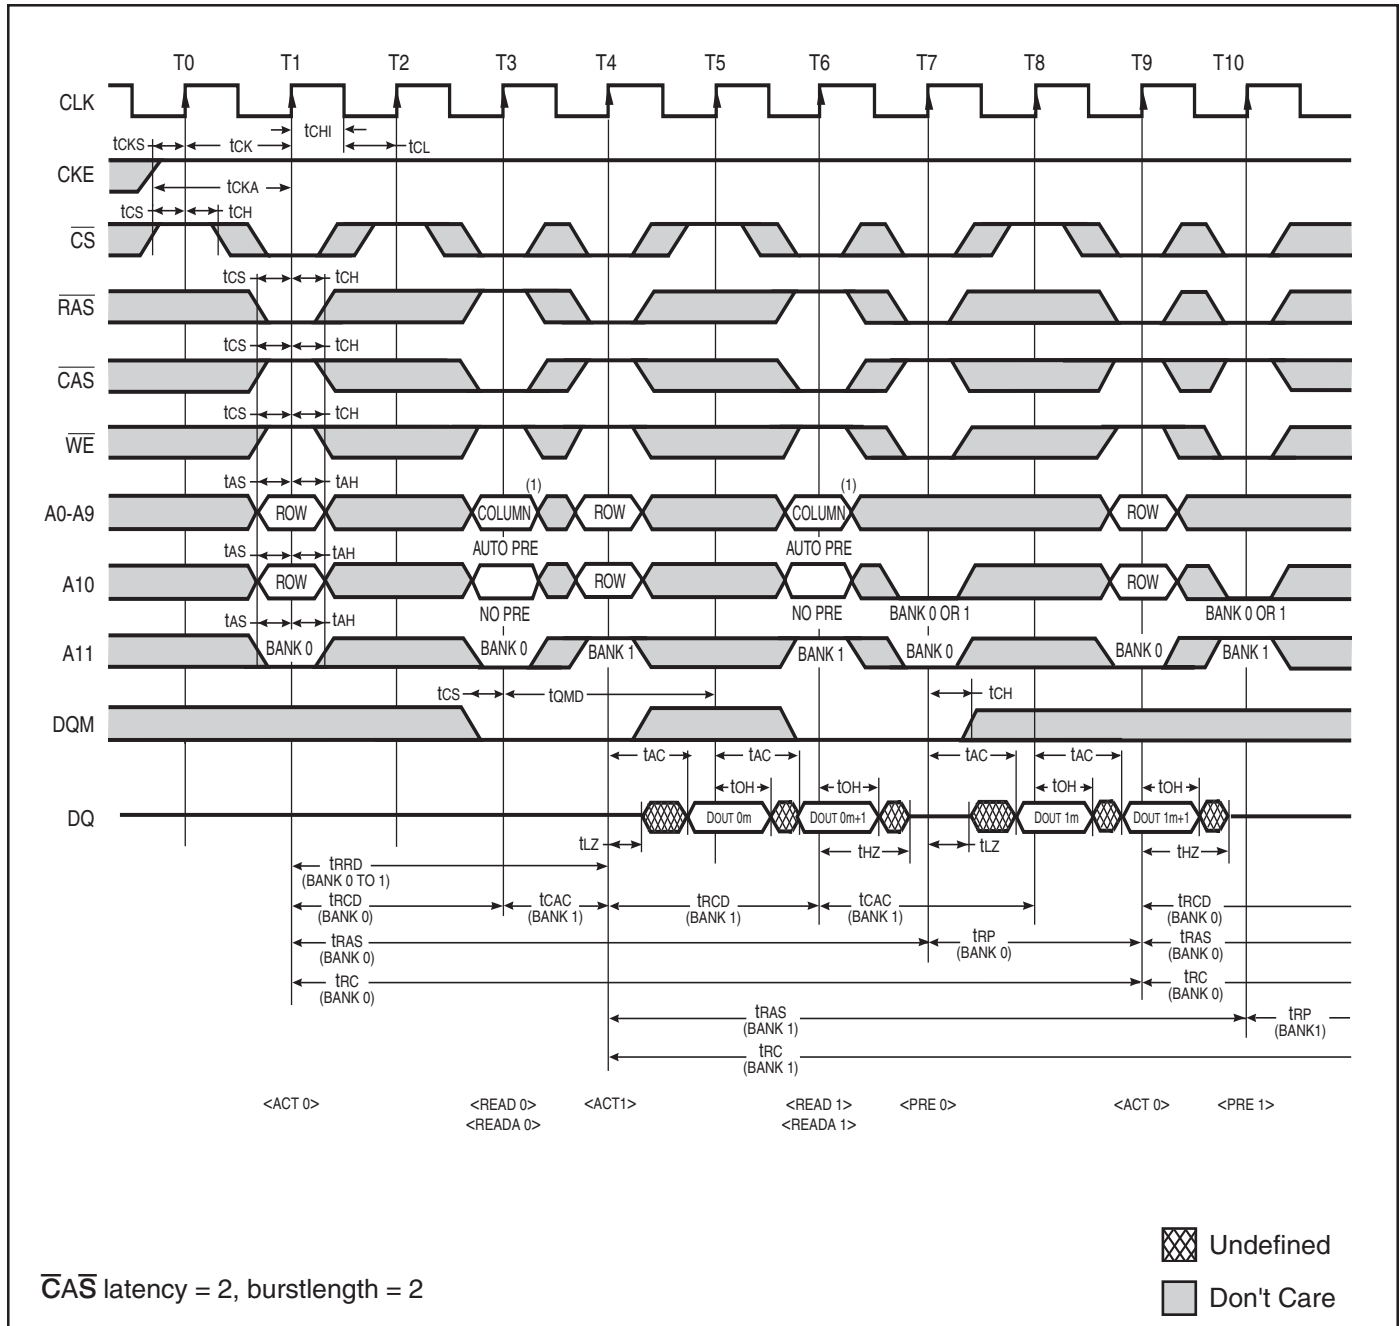 T0 T1 T2 T3 T4 T5 T6 T7 T8 T9 T10
CLK
tCHI
tCKS tCK tCL
CKE
tCKA
tCS tCH
CS
tCS tCH
RAS
tCS tCH
CAS
tCS tCH
WE
tAS tAH (1) (1)
A0-A9 ROW COLUMN ROW COLUMN ROW
tAS tAH AUTO PRE AUTO PRE
A10 ROW ROW ROW
tAS tAH NO PRE NO PRE BANK 0 OR 1 BANK 0 OR 1
A11 BANK 0 BANK 0 BANK 1 BANK 1 BANK 0 BANK 0 BANK 1
tCS tQMD tCH
DQM
tAC tAC tAC tAC
tOH tOH tOH tOH
DQ DOUT 0m DOUT 0m+1 DOUT 1m DOUT 1m+1
tLZ tHZ tLZ tHZ
tRRD
(BANK 0 TO 1)
tRCD tCAC tRCD tCAC tRCD
(BANK 0) (BANK 1) (BANK 1) (BANK 1) (BANK 0)
tRAS tRP tRAS
(BANK 0) (BANK 0) (BANK 0)
tRC tRC
(BANK 0) (BANK 0)
tRAS tRP
(BANK 1) (BANK1)
tRC
(BANK 1)
<ACT 0> <READ 0> <ACT1> <READ 1> <PRE 0> <ACT 0> <PRE 1>
<READA 0> <READA 1>
Undefined
CAS latency = 2, burstlength = 2
Don't Care